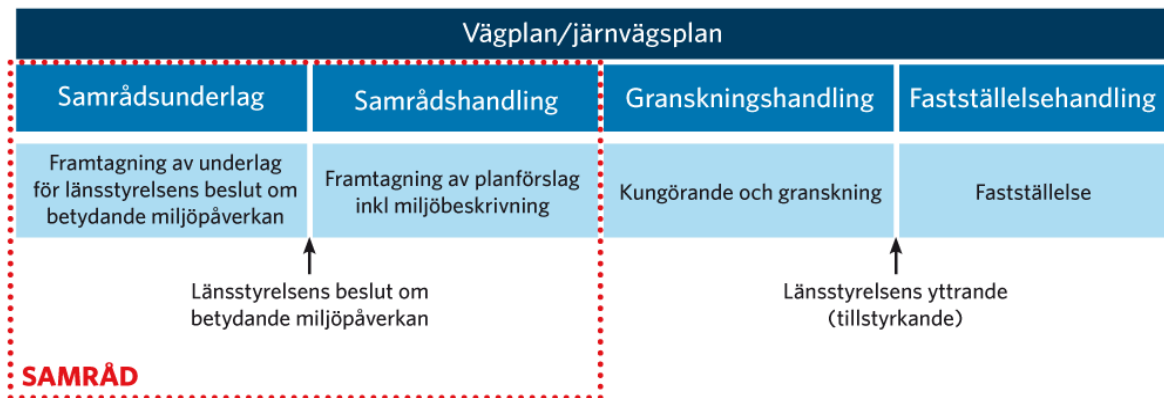 Vägplan/järnvägsplan
Samrådsunderlag
Samrådshandling
Granskningshandling
Fastställelsehandling
Framtagning av underlag
för länsstyrelsens beslut om
betydande miljöpåverkan
Framtagning av planförslag
inkl miljöbeskrivning
Kungörande och granskning
Fastställelse
Länsstyrelsens beslut om
betydande miljöpåverkan
Länsstyrelsens yttrande
(tillstyrkande)
SAMRÅD